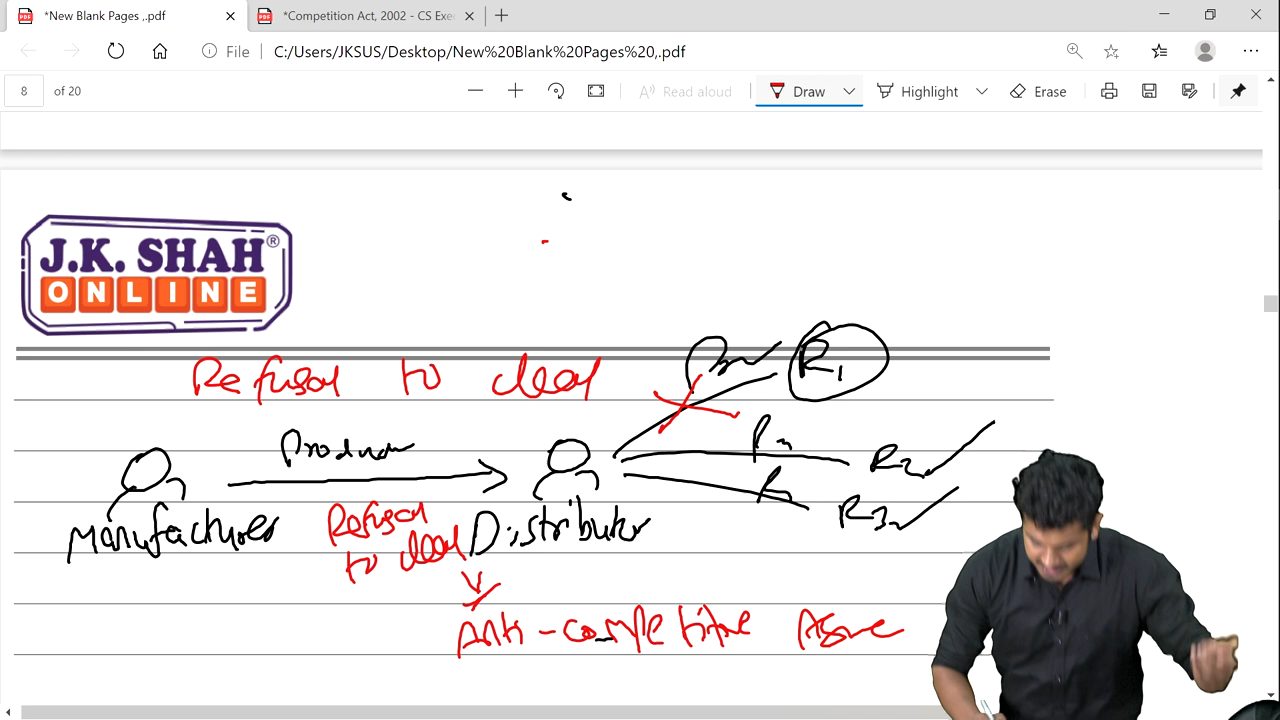 *New Blank Pages ,.pdf
*Competition Act, 2002 - CS Exe
File C:/Users/JKSUS/Desktop/New%20Blank%20Pages%20,.pdf
8 of 20
Read aloud
Draw
Highlight
Erase
J.K. SHAH®
ONLINE
Refusal to deal
R1
Manufacturer
Distributor
R2
R3
Refusal
to deal
Anti-competitive